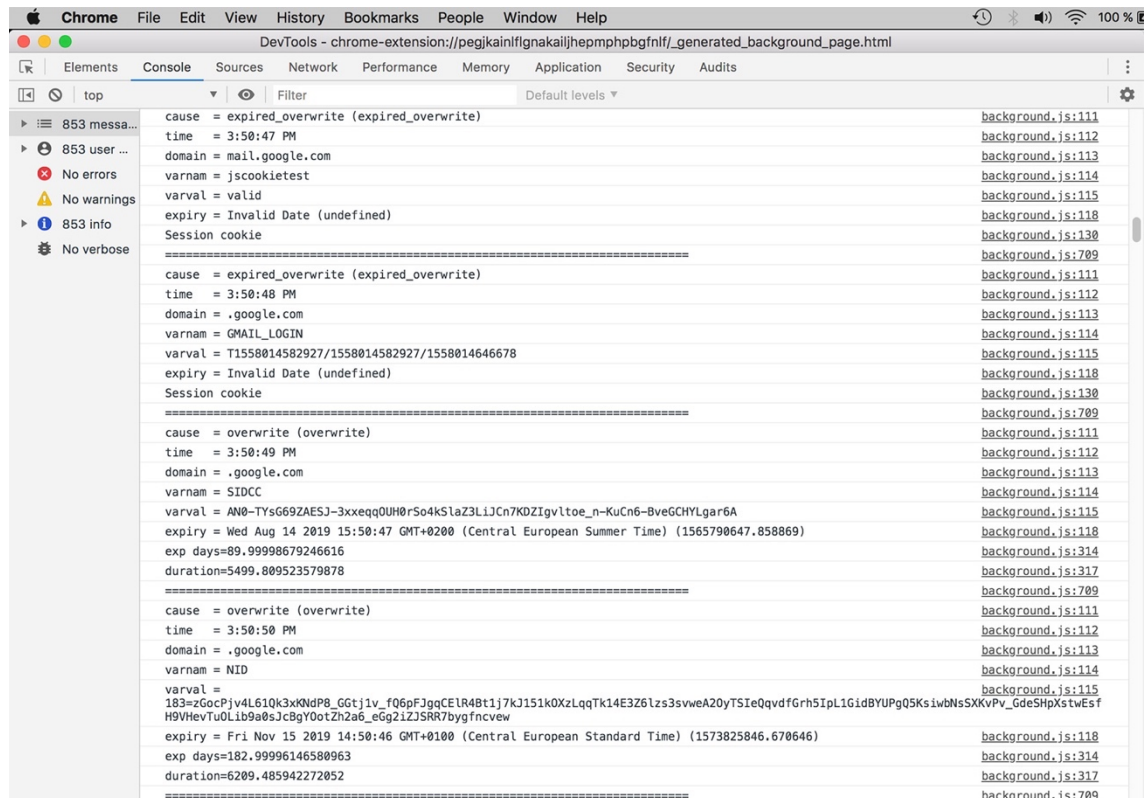 Chrome File Edit View History Bookmarks People Window Help 100 %
DevTools - chrome-extension://pegjkainlflgnakailjhepmphpbgfnlf/_generated_background_page.html
Elements Console Sources Network Performance Memory Application Security Audits
top Filter Default levels ▼
853 messa...
853 user ...
No errors
No warnings
853 info
No verbose
cause = expired_overwrite (expired_overwrite) background.js:111
time = 3:50:47 PM background.js:112
domain = mail.google.com background.js:113
varnam = jscookietest background.js:114
varval = valid background.js:115
expiry = Invalid Date (undefined) background.js:118
Session cookie background.js:130
============================================================================ background.js:709
cause = expired_overwrite (expired_overwrite) background.js:111
time = 3:50:48 PM background.js:112
domain = .google.com background.js:113
varnam = GMAIL_LOGIN background.js:114
varval = T1558014582927/1558014582927/1558014646678 background.js:115
expiry = Invalid Date (undefined) background.js:118
Session cookie background.js:130
============================================================================ background.js:709
cause = overwrite (overwrite) background.js:111
time = 3:50:49 PM background.js:112
domain = .google.com background.js:113
varnam = SIDCC background.js:114
varval = AN0-TYsG69ZAESJ-3xxeqqOUH0rSo4kSlaZ3LiJCn7KDZIgvltoe_n-KuCn6-BveGCHYLgar6A background.js:115
expiry = Wed Aug 14 2019 15:50:47 GMT+0200 (Central European Summer Time) (1565790647.858869) background.js:118
exp days=89.99998679246616 background.js:314
duration=5499.809523579878 background.js:317
============================================================================ background.js:709
cause = overwrite (overwrite) background.js:111
time = 3:50:50 PM background.js:112
domain = .google.com background.js:113
varnam = NID background.js:114
varval = background.js:115
183=zGocPjv4L61Qk3xKNdP8_GGtj1v_fQ6pFJgqCElR4Bt1j7kJ151kOXzLqqTk14E3Z6lzs3svweA2OyTSIeQqvdfGrh5IpL1GidBYUPgQ5KsiwbNsSXKvPv_GdeSHpXstwEsf
H9VHevTuOLib9a0sJcBgYOotZh2a6_eGg2iZJSRR7bygfncvew
expiry = Fri Nov 15 2019 14:50:46 GMT+0100 (Central European Standard Time) (1573825846.670646) background.js:118
exp days=182.99996146580963 background.js:314
duration=6209.485942272052 background.js:317
============================================================================ background.js:709